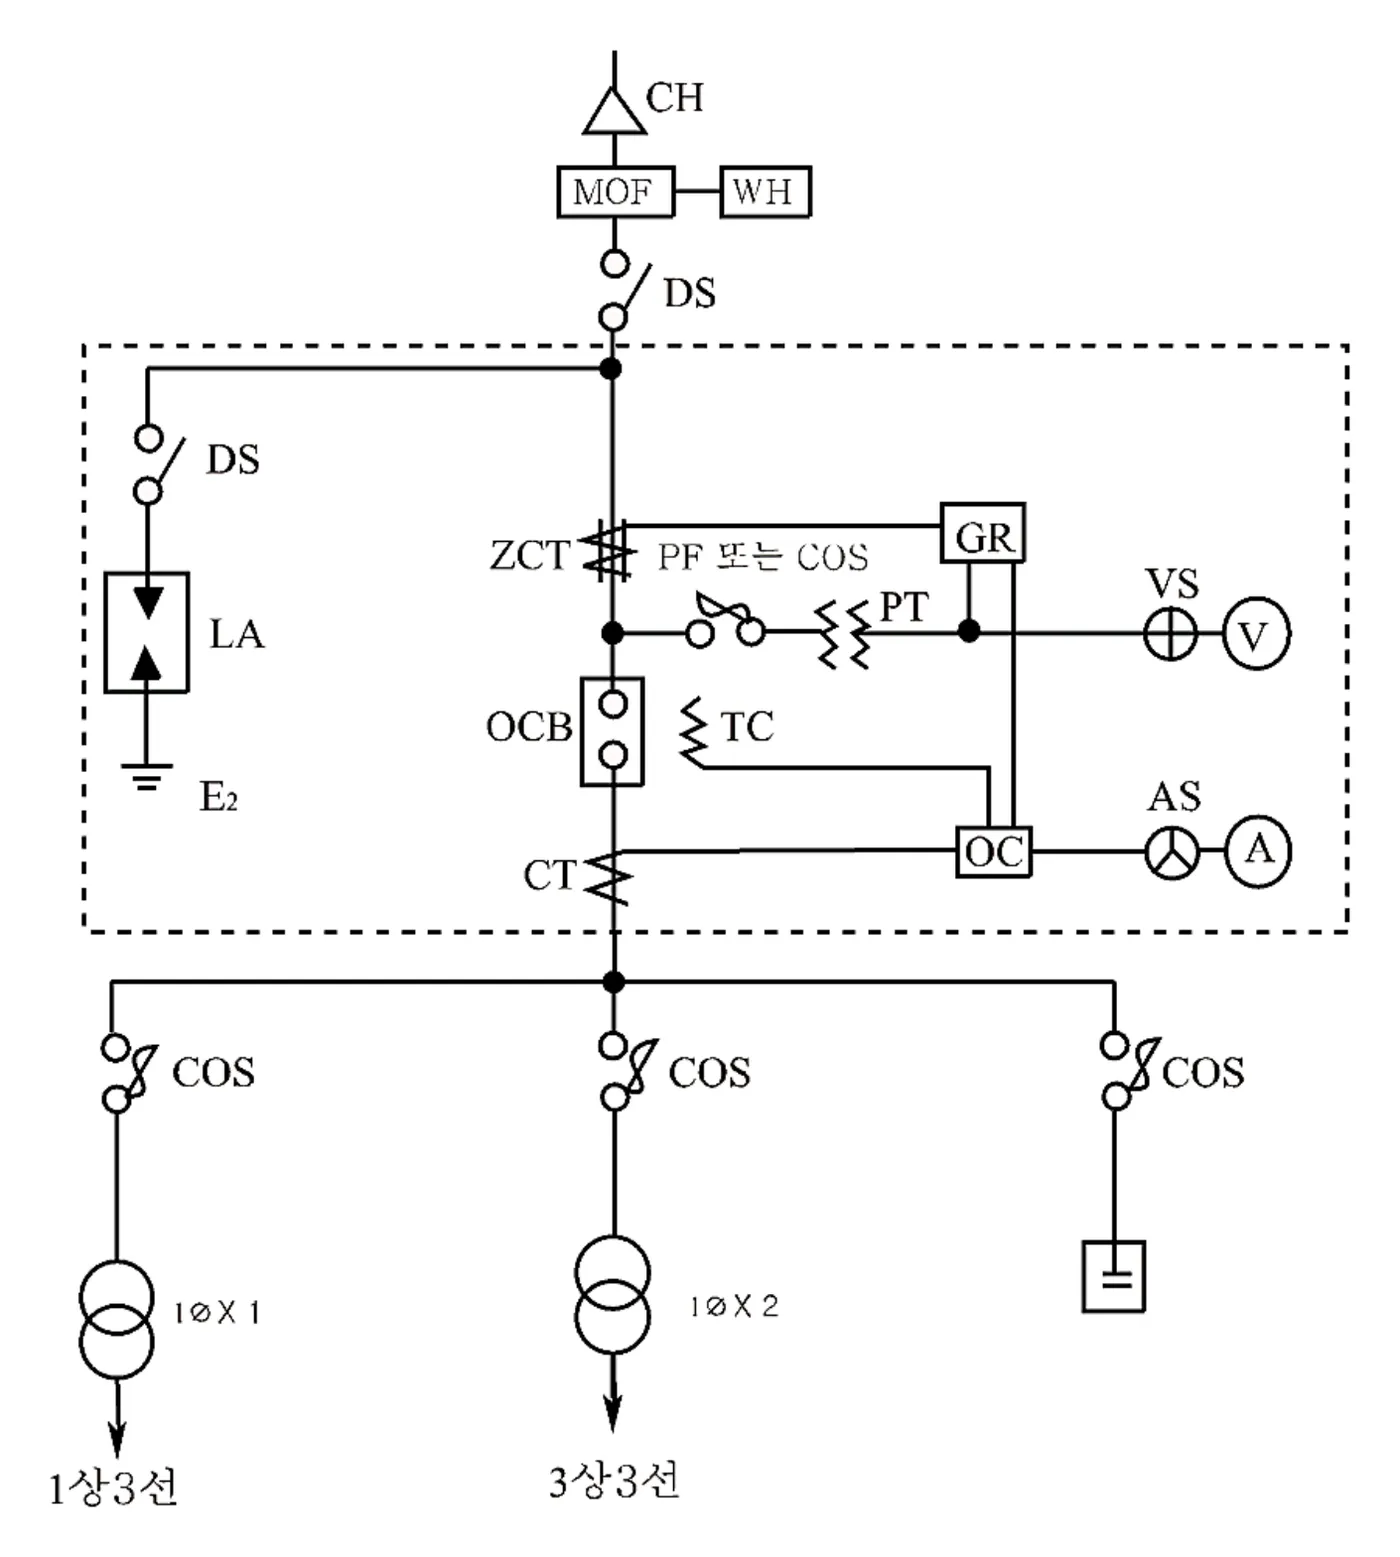 CH
MOF
WH
DS
DS
ZCT
PF 또는 COS
GR
VS
PT
LA
V
OCB
TC
E₂
AS
CT
OC
A
COS
COS
COS
1∅X1
1∅X2
1상3선
3상3선